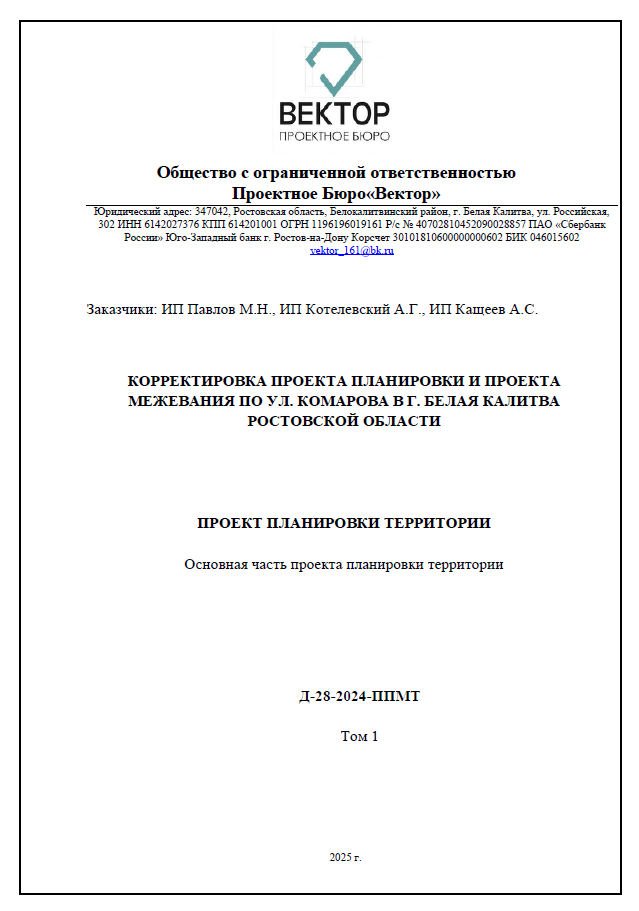 ВЕКТОР
ПРОЕКТНОЕ БЮРО
Общество с ограниченной ответственностью
Проектное Бюро«Вектор»
Юридический адрес: 347042, Ростовская область, Белокалитвинский район, г. Белая Калитва, ул. Российская,
302 ИНН 6142027376 КПП 614201001 ОГРН 1196196019161 Р/с № 40702810452090028857 ПАО «Сбербанк
России» Юго-Западный банк г. Ростов-на-Дону Корсчет 30101810600000000602 БИК 046015602
vektor_161@bk.ru
Заказчики: ИП Павлов М.Н., ИП Котелевский А.Г., ИП Кащеев А.С.
КОРРЕКТИРОВКА ПРОЕКТА ПЛАНИРОВКИ И ПРОЕКТА
МЕЖЕВАНИЯ ПО УЛ. КОМАРОВА В Г. БЕЛАЯ КАЛИТВА
РОСТОВСКОЙ ОБЛАСТИ
ПРОЕКТ ПЛАНИРОВКИ ТЕРРИТОРИИ
Основная часть проекта планировки территории
Д-28-2024-ППМТ
Том 1
2025 г.